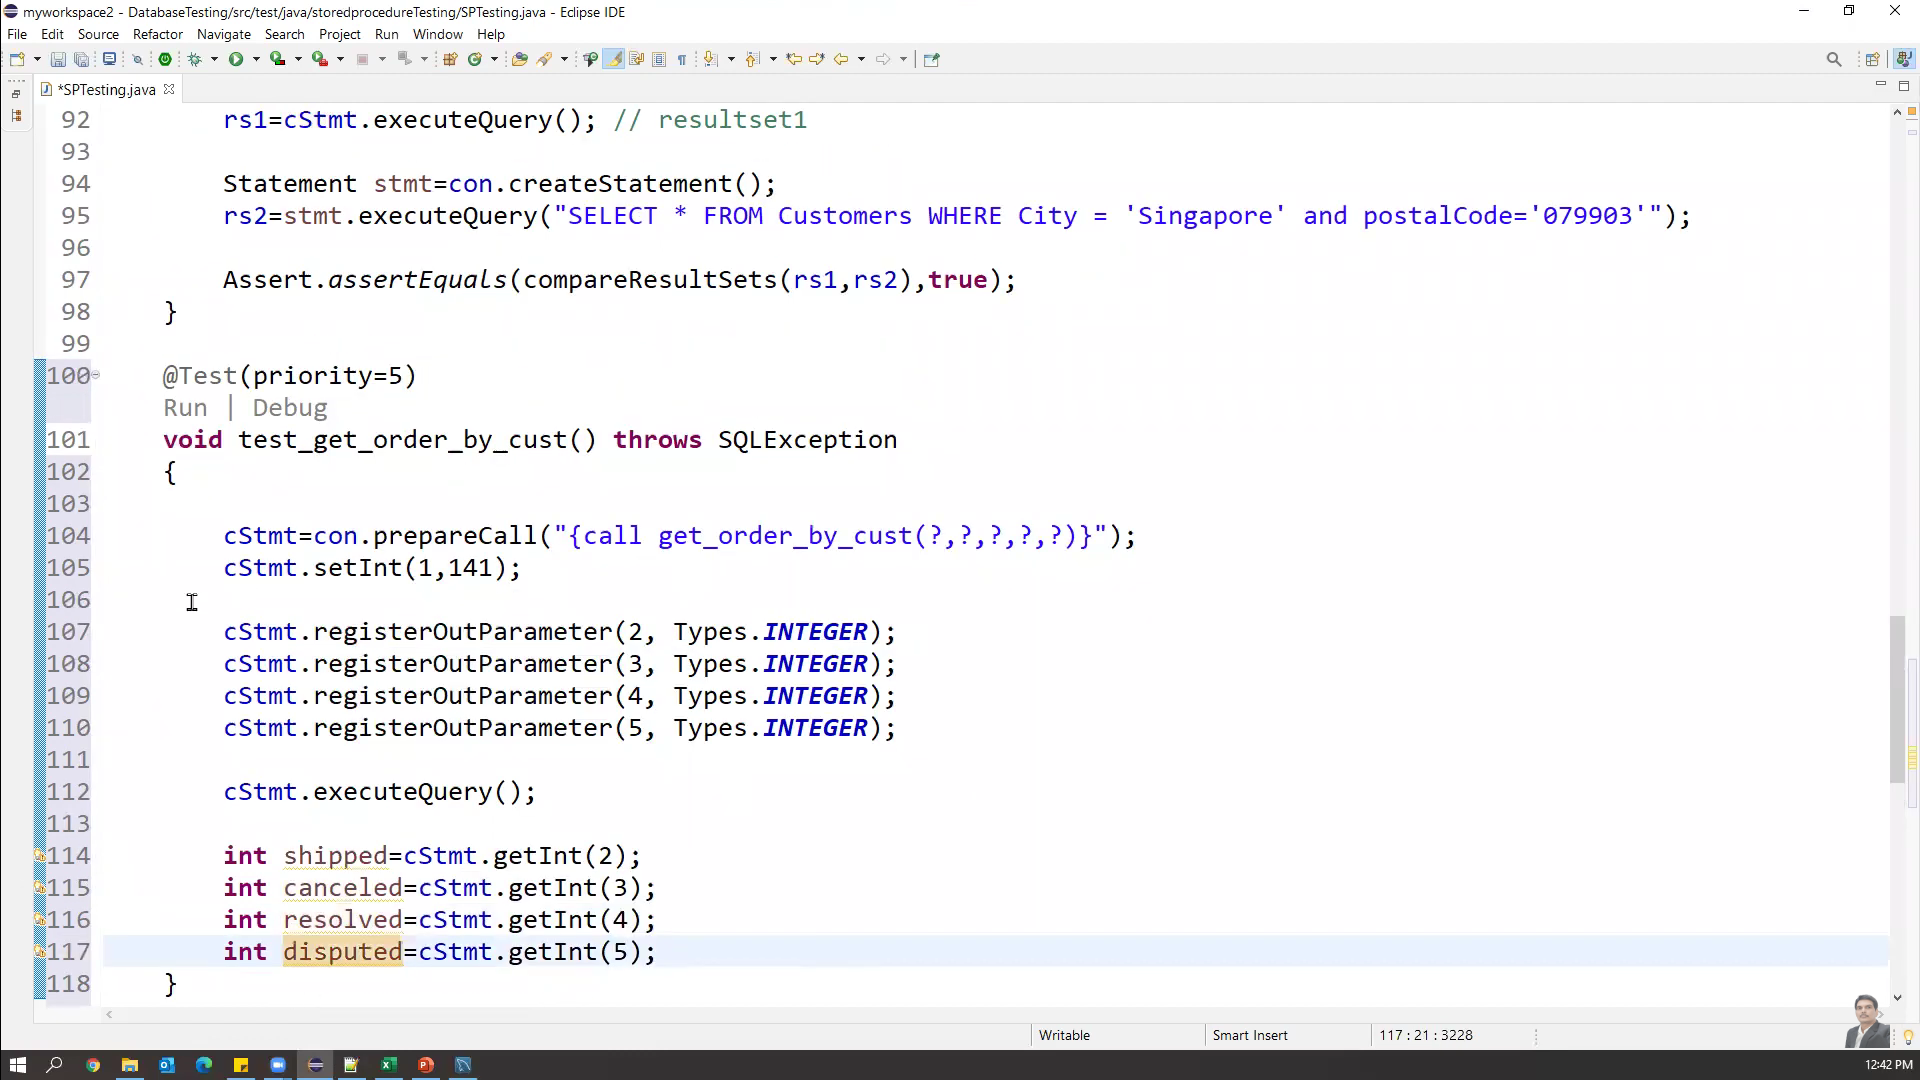 myworkspace2 - DatabaseTesting/src/test/java/storedprocedureTesting/SPTesting.java - Eclipse IDE
File Edit Source Refactor Navigate Search Project Run Window Help
*SPTesting.java
92 rs1=cStmt.executeQuery(); // resultset1
93
94 Statement stmt=con.createStatement();
95 rs2=stmt.executeQuery("SELECT * FROM Customers WHERE City = 'Singapore' and postalCode='079903'");
96
97 Assert.assertEquals(compareResultSets(rs1,rs2),true);
98 }
99
100 @Test(priority=5)
Run | Debug
101 void test_get_order_by_cust() throws SQLException
102 {
103
104 cStmt=con.prepareCall("{call get_order_by_cust(?,?,?,?,?)}");
105 cStmt.setInt(1,141);
106
107 cStmt.registerOutParameter(2, Types.INTEGER);
108 cStmt.registerOutParameter(3, Types.INTEGER);
109 cStmt.registerOutParameter(4, Types.INTEGER);
110 cStmt.registerOutParameter(5, Types.INTEGER);
111
112 cStmt.executeQuery();
113
114 int shipped=cStmt.getInt(2);
115 int canceled=cStmt.getInt(3);
116 int resolved=cStmt.getInt(4);
117 int disputed=cStmt.getInt(5);
118 }
Writable Smart Insert 117 : 21 : 3228
12:42 PM